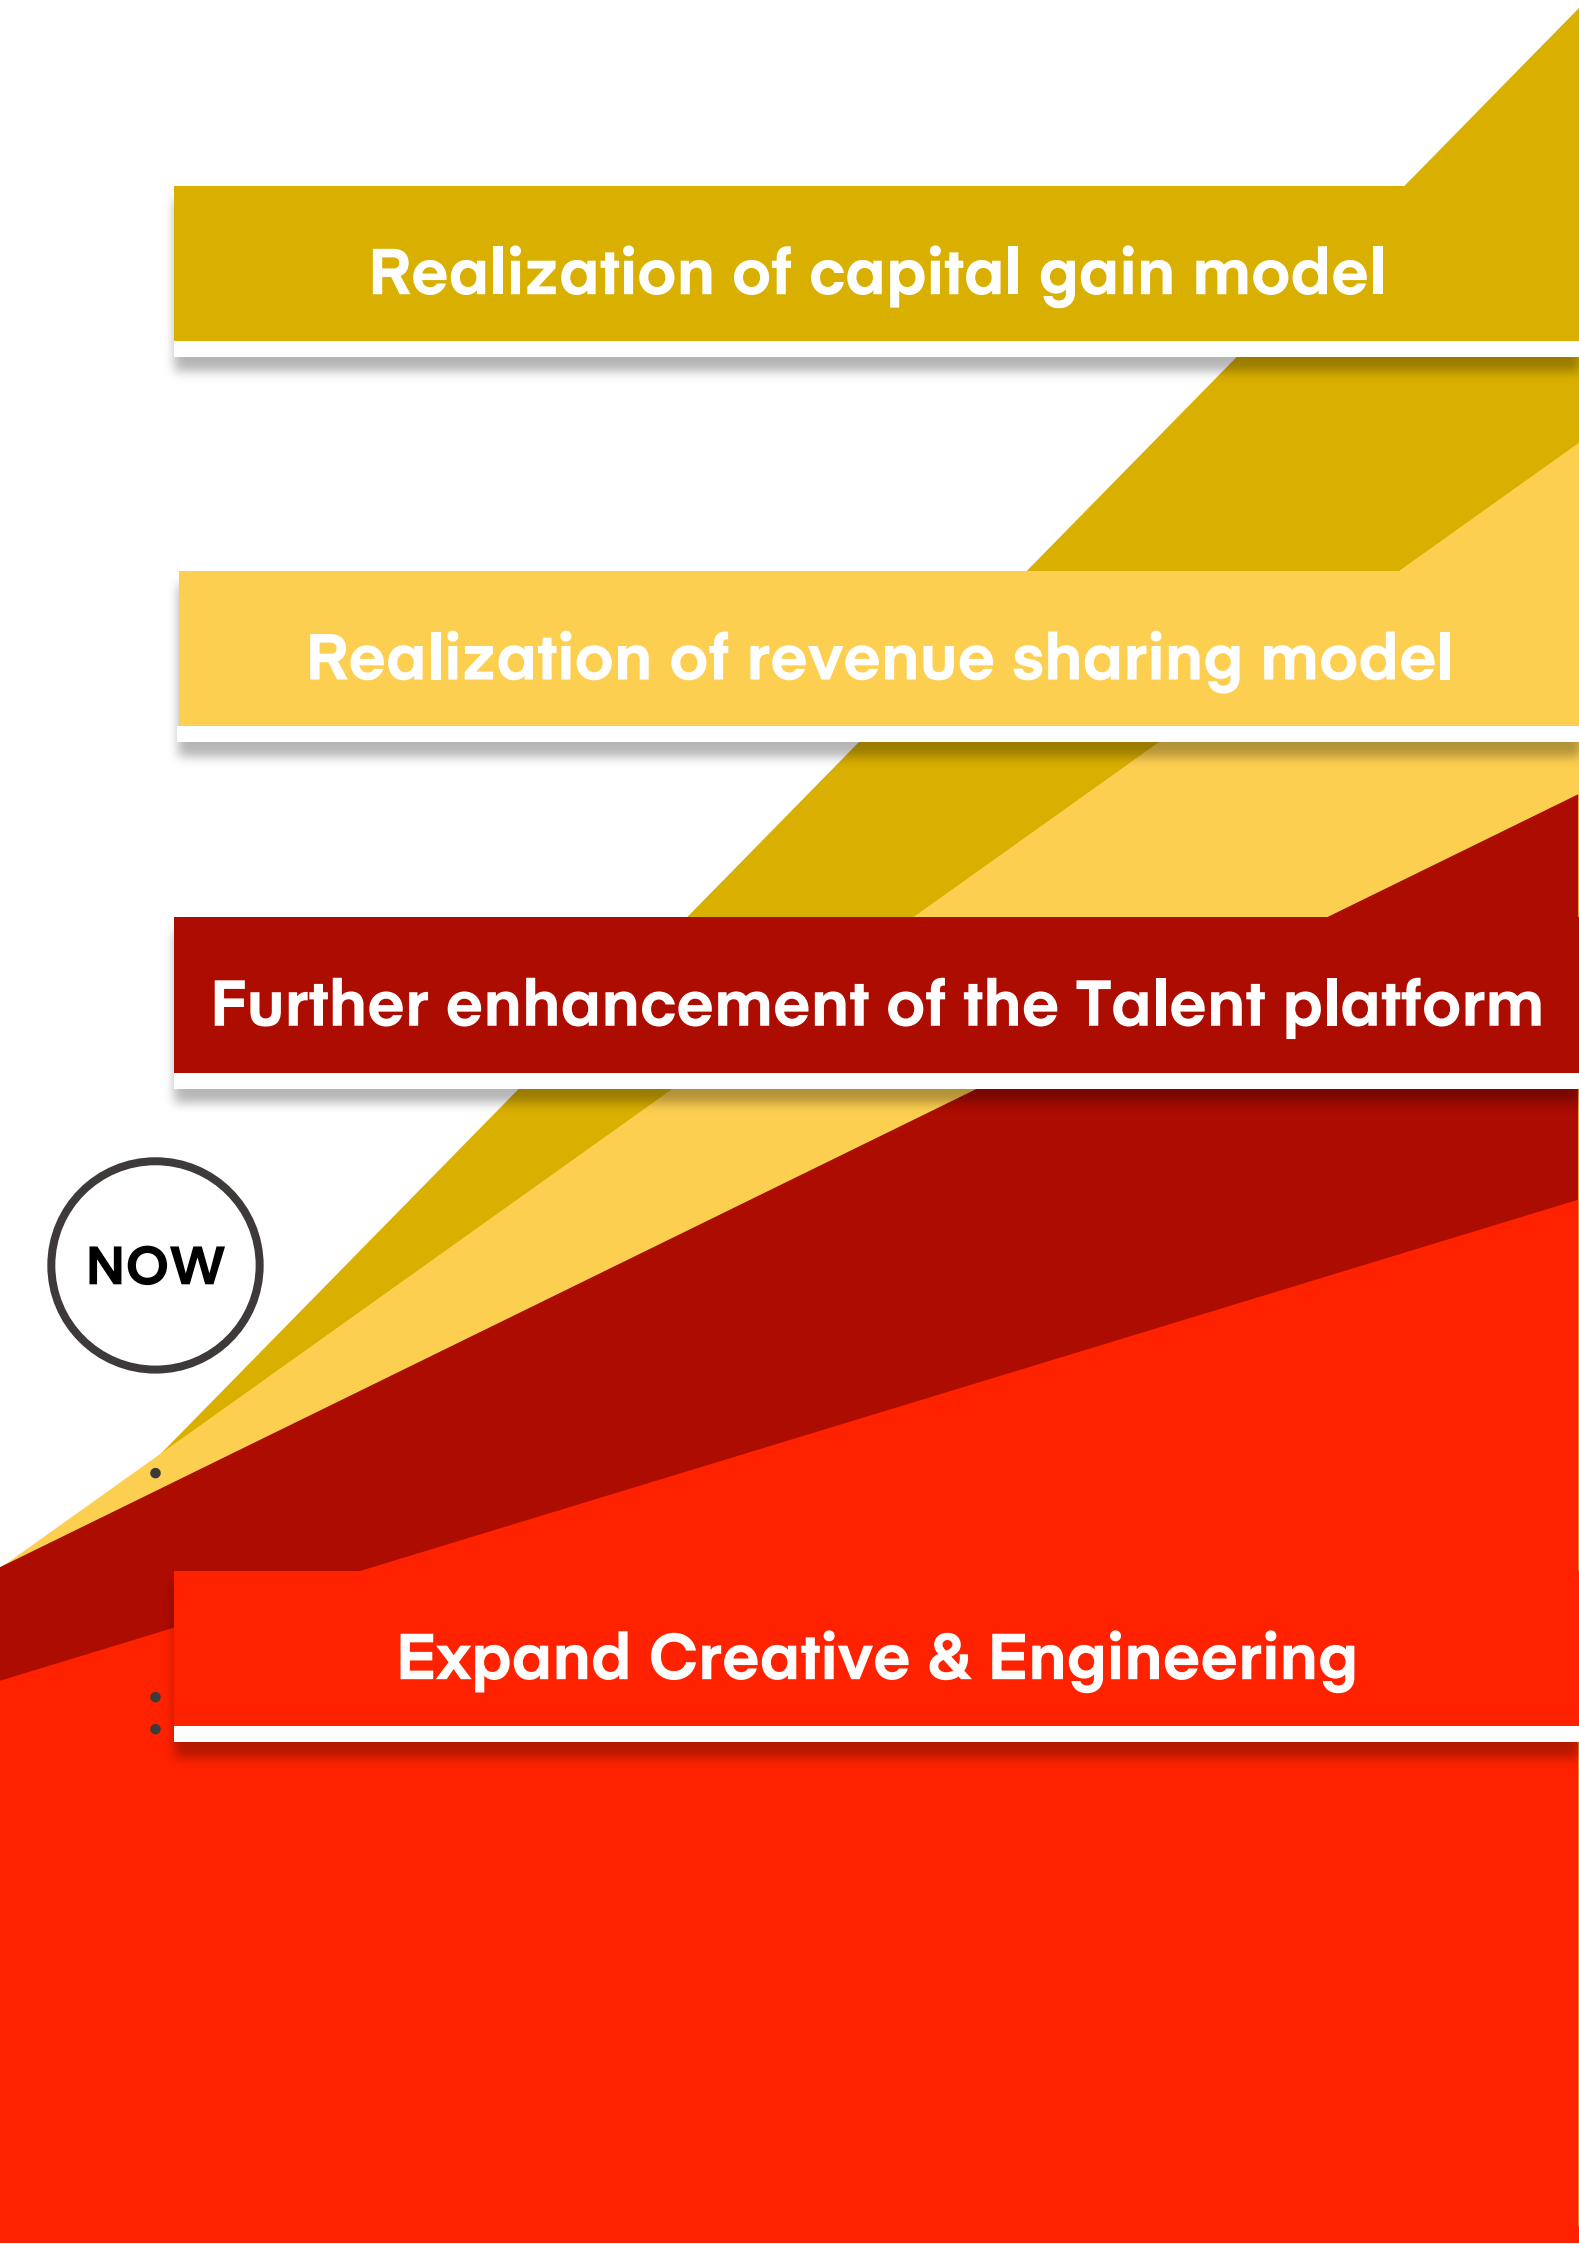 Realization of capital gain model
Realization of revenue sharing model
Further enhancement of the Talent platform
NOW
Expand Creative & Engineering